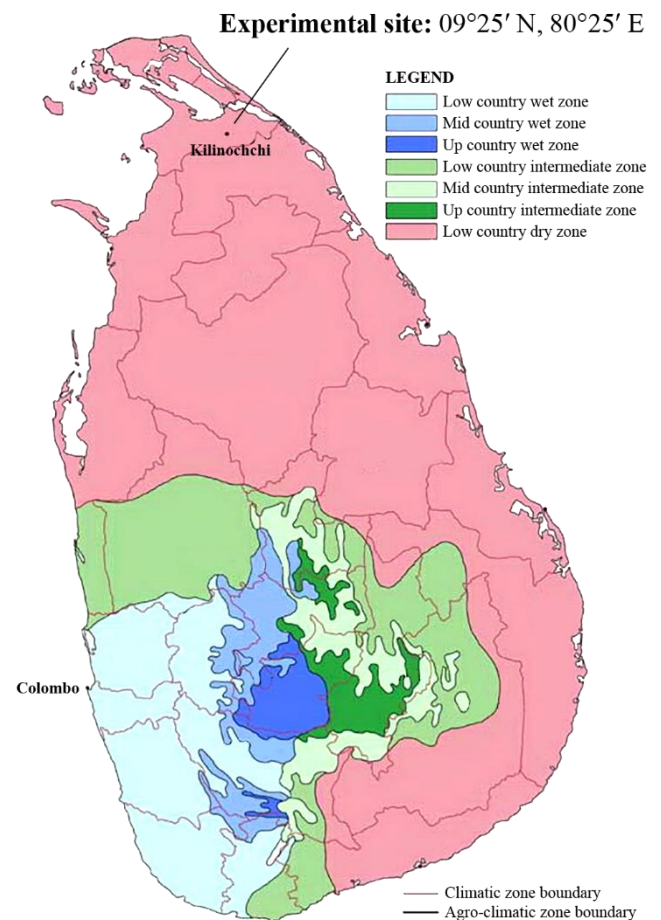 Experimental site: 09°25′ N, 80°25′ E
LEGEND
Low country wet zone
Mid country wet zone
Up country wet zone
Low country intermediate zone
Mid country intermediate zone
Up country intermediate zone
Low country dry zone
Kilinochchi
Colombo
Climatic zone boundary
Agro-climatic zone boundary